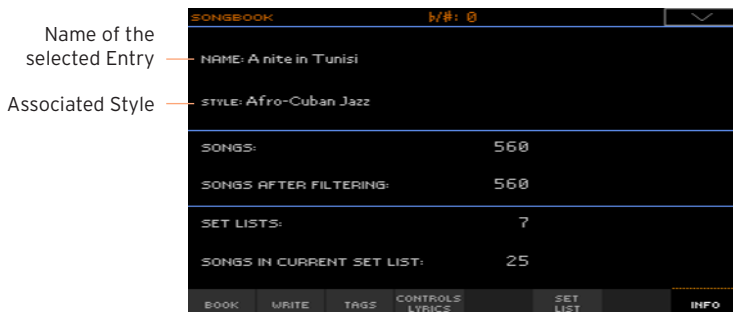 SONGBOOK ♭/#: 0
Name of the
selected Entry
NAME: A nite in Tunisi
Associated Style
STYLE: Afro-Cuban Jazz
SONGS: 560
SONGS AFTER FILTERING: 560
SET LISTS: 7
SONGS IN CURRENT SET LIST: 25
BOOK WRITE TAGS CONTROLS LYRICS SET LIST INFO